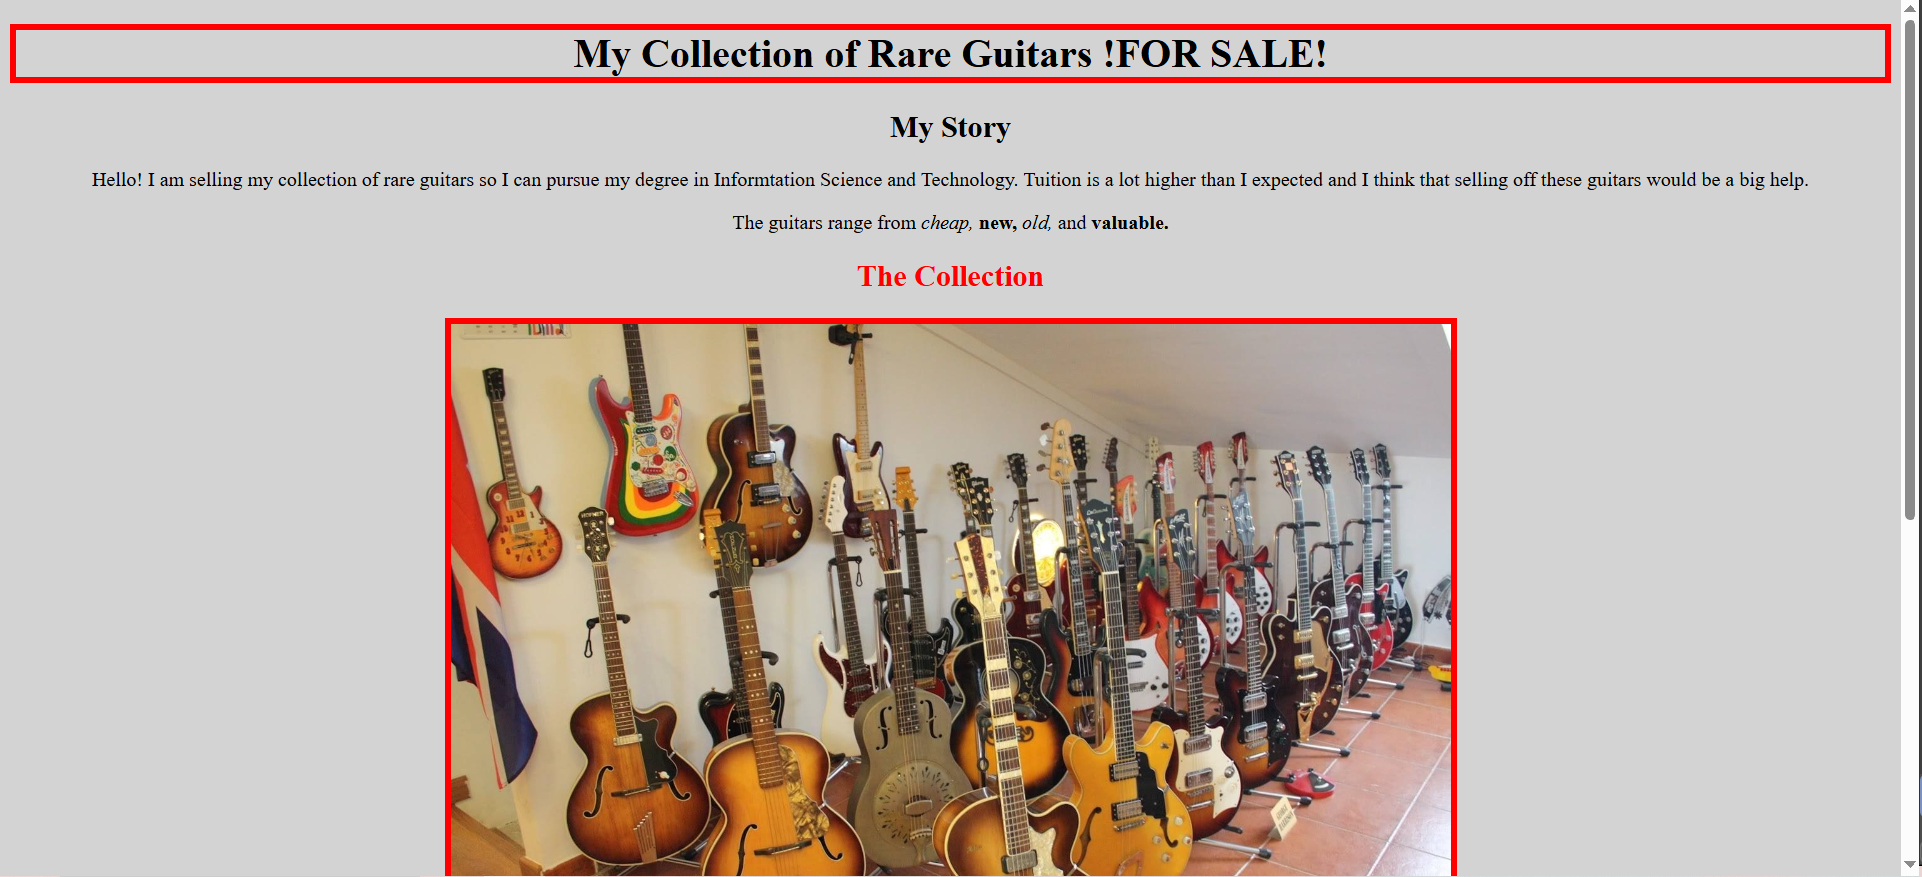 My Collection of Rare Guitars !FOR SALE!
My Story
Hello! I am selling my collection of rare guitars so I can pursue my degree in Informtation Science and Technology. Tuition is a lot higher than I expected and I think that selling off these guitars would be a big help.
The guitars range from cheap, new, old, and valuable.
The Collection
HOFNER